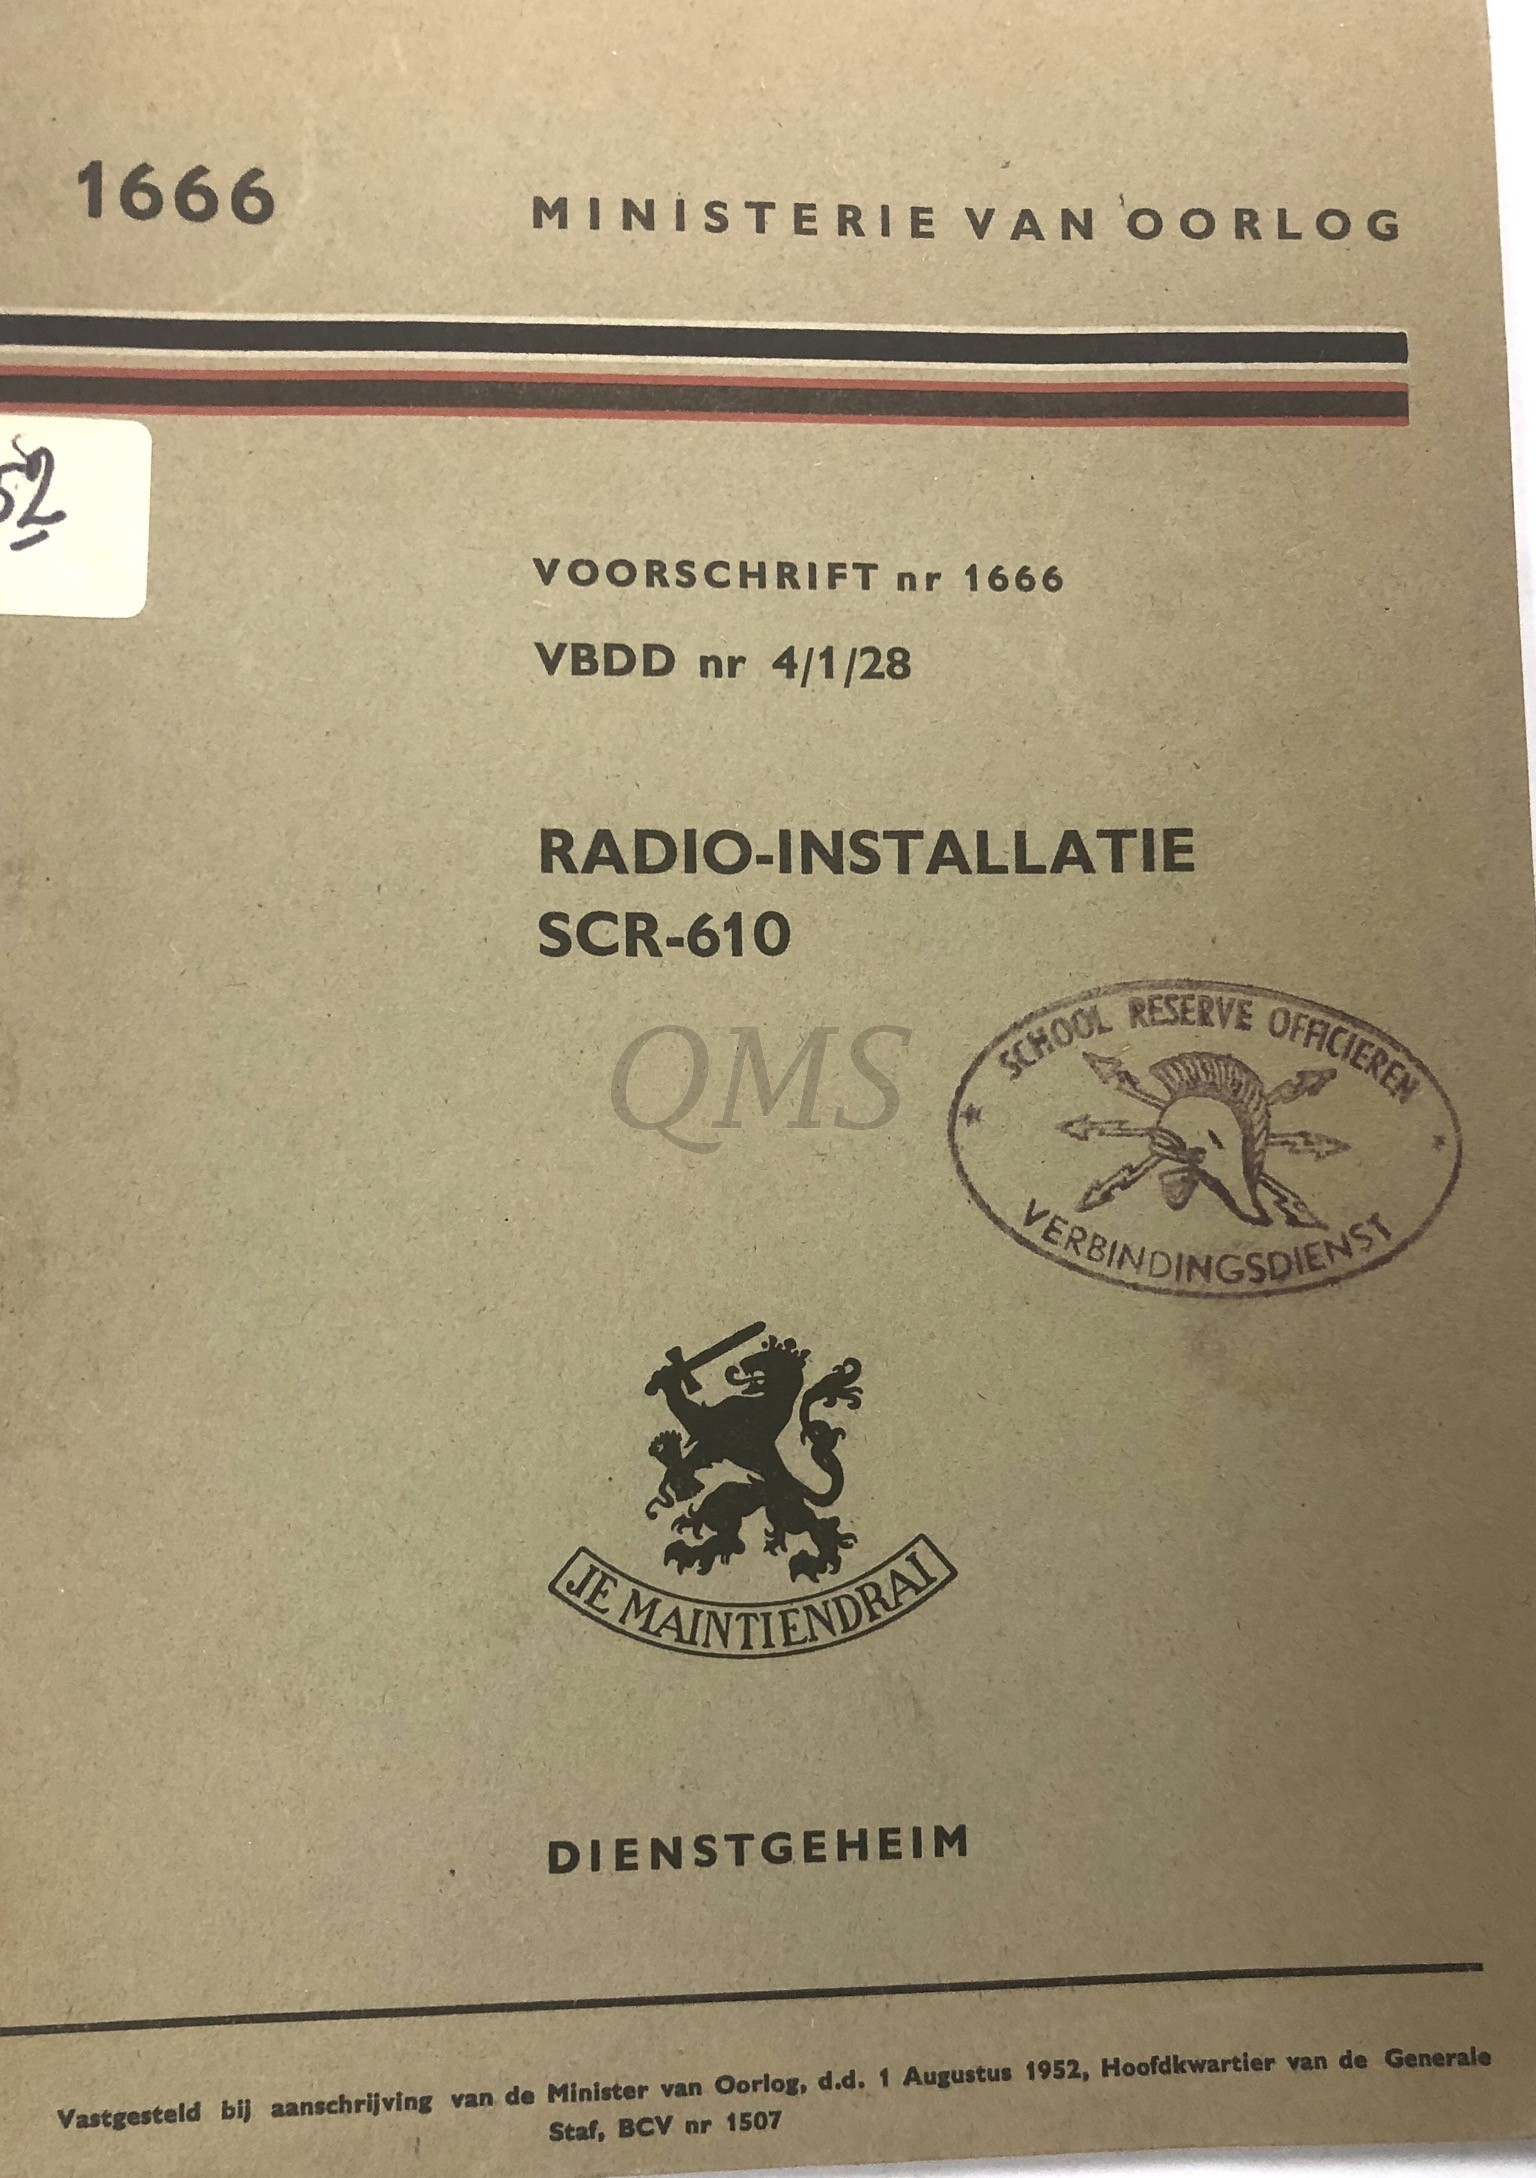 1666
MINISTERIE VAN OORLOG
52
VOORSCHRIFT nr 1666
VBDD nr 4/1/28
RADIO-INSTALLATIE
SCR-610
QMS
SCHOOL RESERVE OFFICIEREN
VERBINDINGSDIENST
JE MAINTIENDRAI
DIENSTGEHEIM
Vastgesteld bij aanschrijving van de Minister van Oorlog, d.d. 1 Augustus 1952, Hoofdkwartier van de Generale
Staf, BCV nr 1507